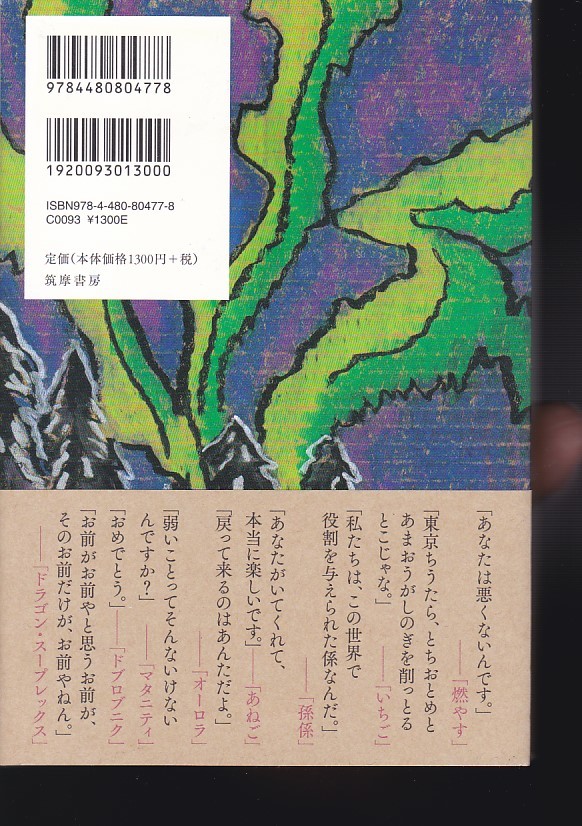 9784480804778
1920093013000
ISBN978-4-480-80477-8
C0093 ¥1300E
定価（本体価格1300円＋税）
筑摩書房
「あなたは悪くないんです。」
——「燃やす」
「東京ちうたら、とちおとめと
あまおうがしのぎを削っとる
とこじゃな。」——「いちご」
「私たちは、この世界で
役割を与えられた係なんだ。」
——「孫係」
「あなたがいてくれて、
本当に楽しいです。」——「あねご」
「戻って来るのはあんただよ。」
——「オーロラ」
「弱いことってそんないけない
んですか？」——「マタニティ」
「おめでとう。」——「ドブロブニク」
「お前がお前やと思うお前が、
そのお前だけが、お前やねん。」
——「ドラゴン・スープレックス」